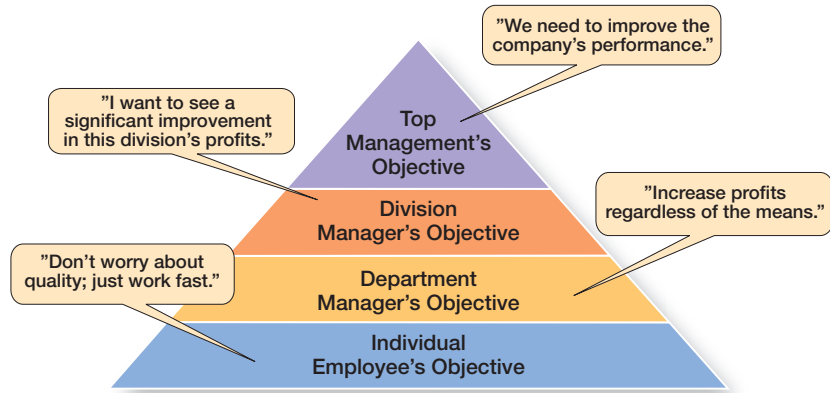 ”We need to improve the
company’s performance.”
”I want to see a
significant improvement
in this division’s profits.”
Top
Management’s
Objective
”Increase profits
regardless of the means.”
Division
Manager’s Objective
”Don’t worry about
quality; just work fast.”
Department
Manager’s Objective
Individual
Employee’s Objective